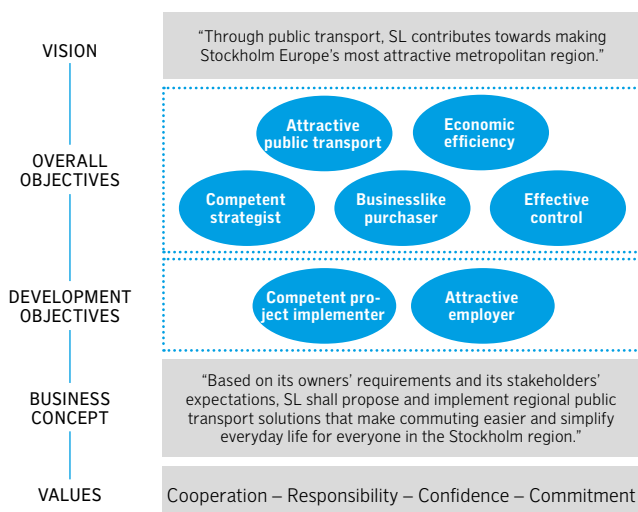 VISION
“Through public transport, SL contributes towards making
Stockholm Europe’s most attractive metropolitan region.”
OVERALL
OBJECTIVES
Attractive
public transport
Economic
efficiency
Competent
strategist
Businesslike
purchaser
Effective
control
DEVELOPMENT
OBJECTIVES
Competent pro-
ject implementer
Attractive
employer
BUSINESS
CONCEPT
“Based on its owners’ requirements and its stakeholders’
expectations, SL shall propose and implement regional public
transport solutions that make commuting easier and simplify
everyday life for everyone in the Stockholm region.”
VALUES
Cooperation – Responsibility – Confidence – Commitment